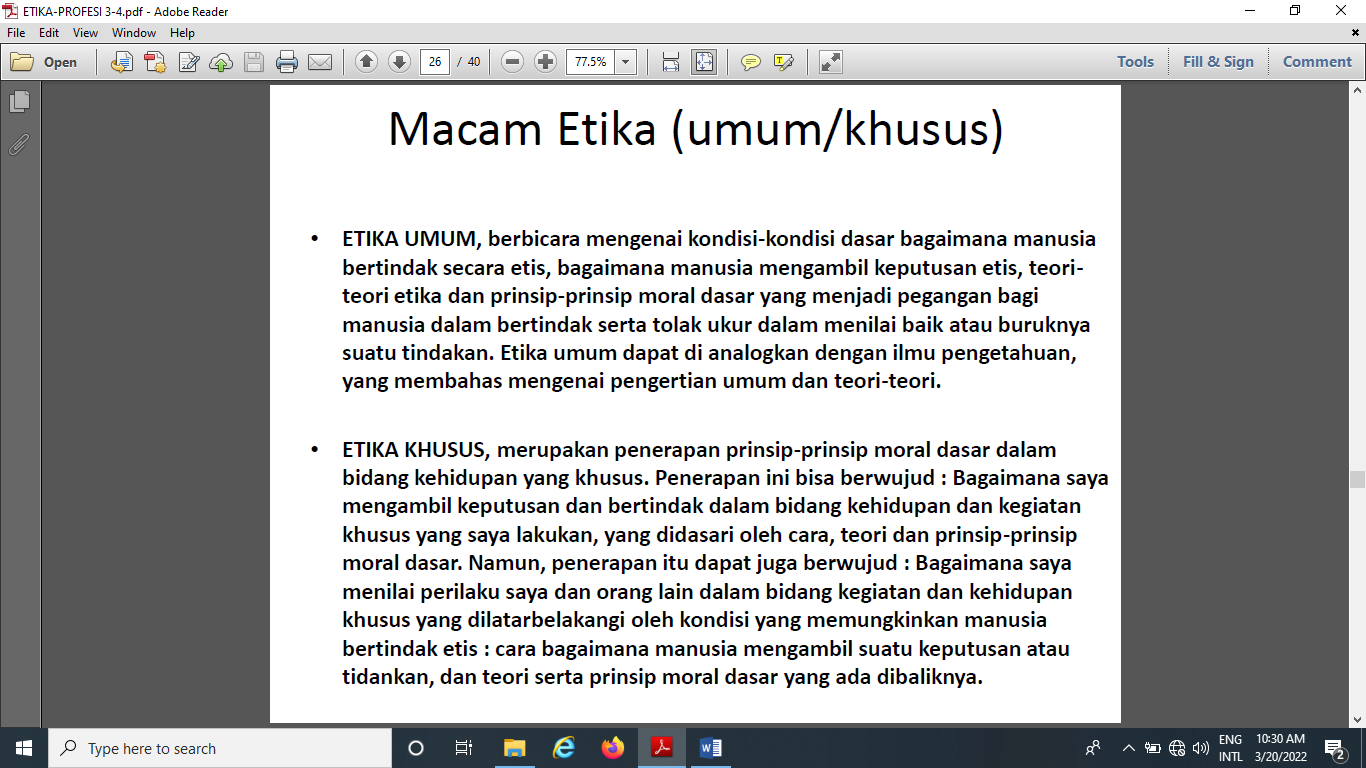 ETIKA-PROFESI 3-4.pdf - Adobe Reader
File Edit View Window Help
Open 26 / 40 77.5% Tools Fill & Sign Comment
Macam Etika (umum/khusus)
• ETIKA UMUM, berbicara mengenai kondisi-kondisi dasar bagaimana manusia
bertindak secara etis, bagaimana manusia mengambil keputusan etis, teori-
teori etika dan prinsip-prinsip moral dasar yang menjadi pegangan bagi
manusia dalam bertindak serta tolak ukur dalam menilai baik atau buruknya
suatu tindakan. Etika umum dapat di analogkan dengan ilmu pengetahuan,
yang membahas mengenai pengertian umum dan teori-teori.
• ETIKA KHUSUS, merupakan penerapan prinsip-prinsip moral dasar dalam
bidang kehidupan yang khusus. Penerapan ini bisa berwujud : Bagaimana saya
mengambil keputusan dan bertindak dalam bidang kehidupan dan kegiatan
khusus yang saya lakukan, yang didasari oleh cara, teori dan prinsip-prinsip
moral dasar. Namun, penerapan itu dapat juga berwujud : Bagaimana saya
menilai perilaku saya dan orang lain dalam bidang kegiatan dan kehidupan
khusus yang dilatarbelakangi oleh kondisi yang memungkinkan manusia
bertindak etis : cara bagaimana manusia mengambil suatu keputusan atau
tidankan, dan teori serta prinsip moral dasar yang ada dibaliknya.
Type here to search
ENG 10:30 AM
INTL 3/20/2022 2